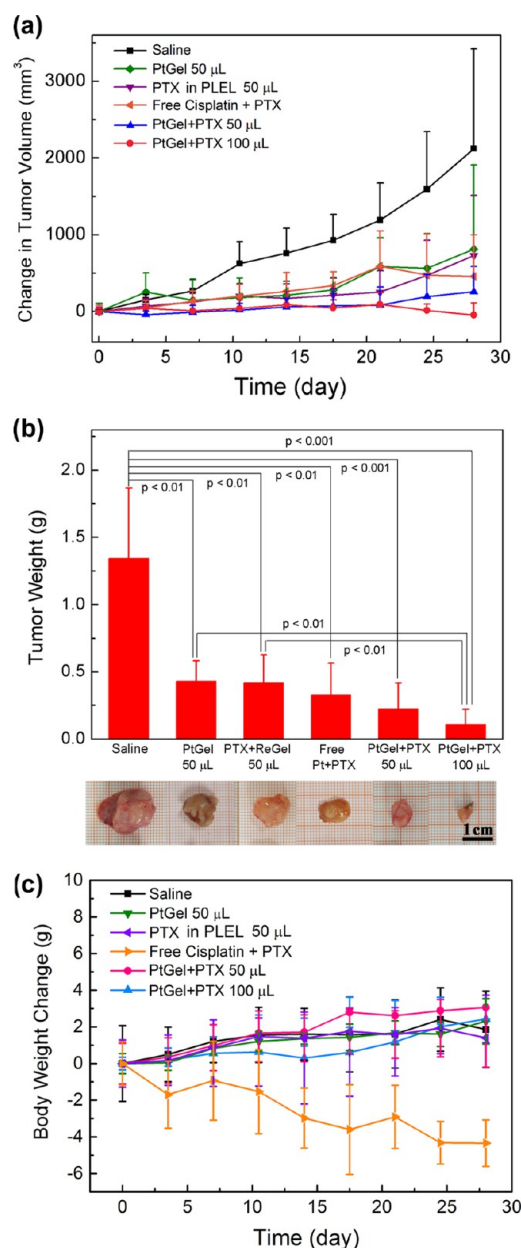 (a)
Change in Tumor Volume (mm³)
3000
2000
1000
0
Saline
PtGel 50 μL
PTX in PLEL 50 μL
Free Cisplatin + PTX
PtGel+PTX 50 μL
PtGel+PTX 100 μL
0 5 10 15 20 25 30
Time (day)
(b)
Tumor Weight (g)
2.0
1.5
1.0
0.5
0.0
p < 0.001
p < 0.001
p < 0.01 p < 0.01 p < 0.01
p < 0.01
p < 0.01
Saline PtGel PTX+ReGel Free PtGel+PTX PtGel+PTX
50 μL 50 μL Pt+PTX 50 μL 100 μL
1cm
(c)
Body Weight Change (g)
10
8
6
4
2
0
-2
-4
-6
Saline
PtGel 50 μL
PTX in PLEL 50 μL
Free Cisplatin + PTX
PtGel+PTX 50 μL
PtGel+PTX 100 μL
0 5 10 15 20 25 30
Time (day)